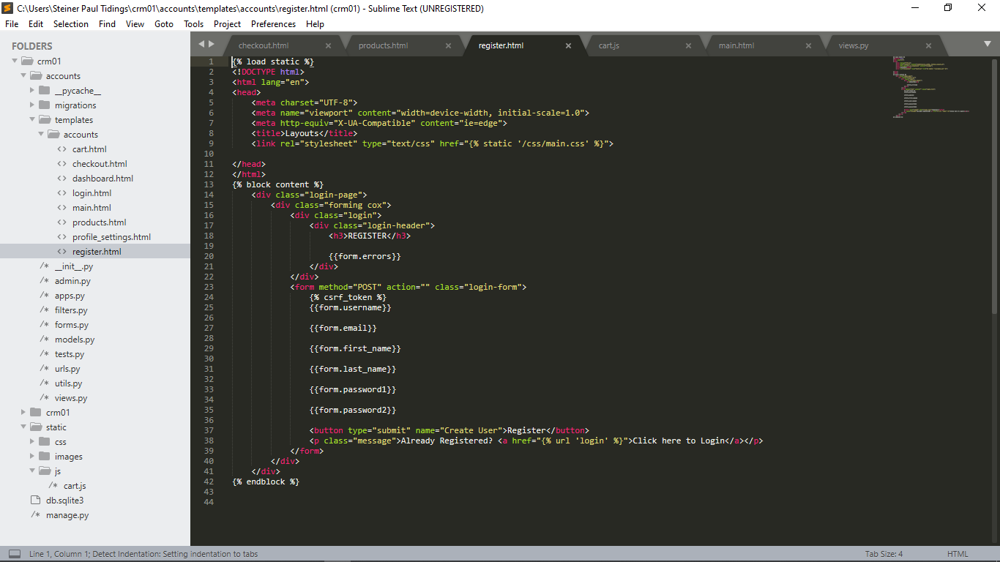 C:\Users\Steiner Paul Tidings\crm01\accounts\templates\accounts\register.html (crm01) - Sublime Text (UNREGISTERED)
File Edit Selection Find View Goto Tools Project Preferences Help
FOLDERS
crm01
accounts
__pycache__
migrations
templates
accounts
cart.html
checkout.html
dashboard.html
login.html
main.html
products.html
profile_settings.html
register.html
__init__.py
admin.py
apps.py
filters.py
forms.py
models.py
tests.py
urls.py
utils.py
views.py
crm01
static
css
images
js
cart.js
db.sqlite3
manage.py
checkout.html products.html register.html cart.js main.html views.py
1 {% load static %}
2 <!DOCTYPE html>
3 <html lang="en">
4 <head>
5 <meta charset="UTF-8">
6 <meta name="viewport" content="width=device-width, initial-scale=1.0">
7 <meta http-equiv="X-UA-Compatible" content="ie=edge">
8 <title>Layouts</title>
9 <link rel="stylesheet" type="text/css" href="{% static '/css/main.css' %}">
10
11 </head>
12 </html>
13 {% block content %}
14 <div class="login-page">
15 <div class="forming cox">
16 <div class="login">
17 <div class="login-header">
18 <h3>REGISTER</h3>
19
20 {{form.errors}}
21 </div>
22 </div>
23 <form method="POST" action="" class="login-form">
24 {% csrf_token %}
25 {{form.username}}
26
27 {{form.email}}
28
29 {{form.first_name}}
30
31 {{form.last_name}}
32
33 {{form.password1}}
34
35 {{form.password2}}
36
37 <button type="submit" name="Create User">Register</button>
38 <p class="message">Already Registered? <a href="{% url 'login' %}">Click here to Login</a></p>
39 </form>
40 </div>
41 </div>
42 {% endblock %}
43
44
Line 1, Column 1; Detect Indentation: Setting indentation to tabs Tab Size: 4 HTML